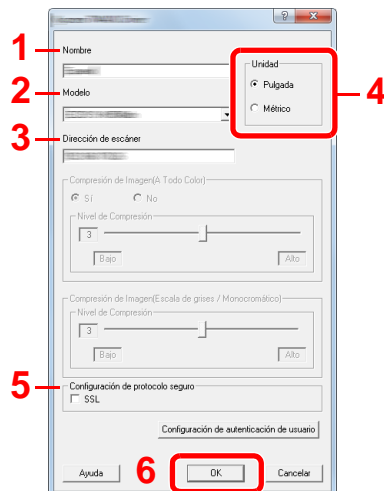 1 Nombre
Unidad
Pulgada
Métrico
4
2 Modelo
3 Dirección de escáner
Compresión de Imagen(A Todo Color)
Sí No
Nivel de Compresión
3
Bajo Alto
Compresión de Imagen(Escala de grises / Monocromático)
Nivel de Compresión
3
Bajo Alto
5 Configuración de protocolo seguro
SSL
Configuración de autenticación de usuario
Ayuda 6 OK Cancelar